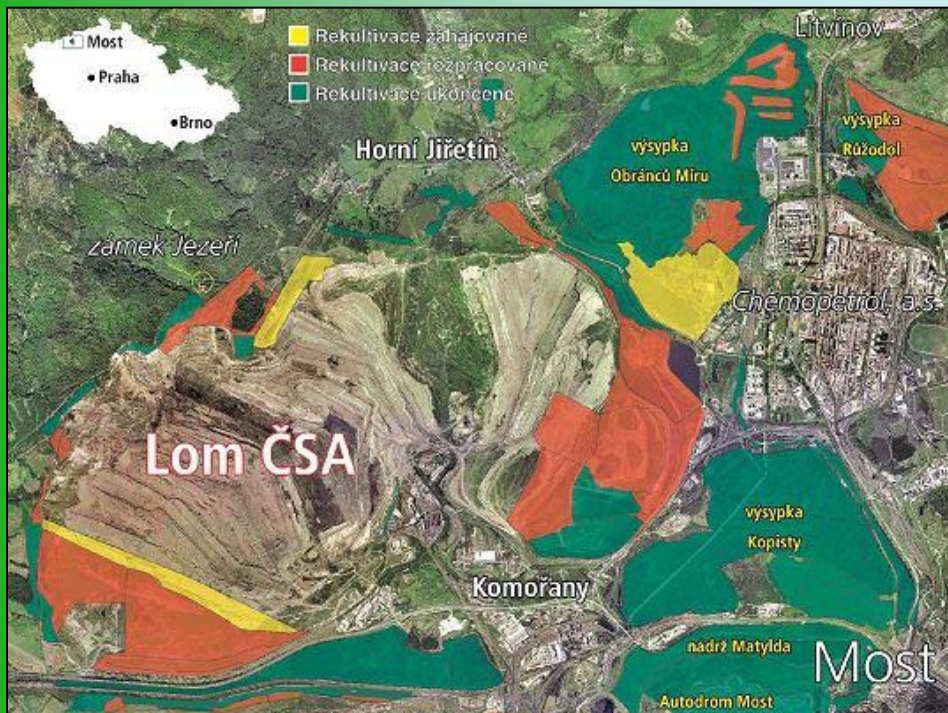 Most
Praha
Brno
Rekultivace zahajované
Rekultivace rozpracované
Rekultivace ukončené
Litvínov
výsypka
Růžodol
výsypka
Obránců Míru
Horní Jiřetín
zámek Jezeří
Chemopetrol, a.s.
Lom ČSA
výsypka
Kopisty
Komořany
nádrž Matylda
Most
Autodrom Most